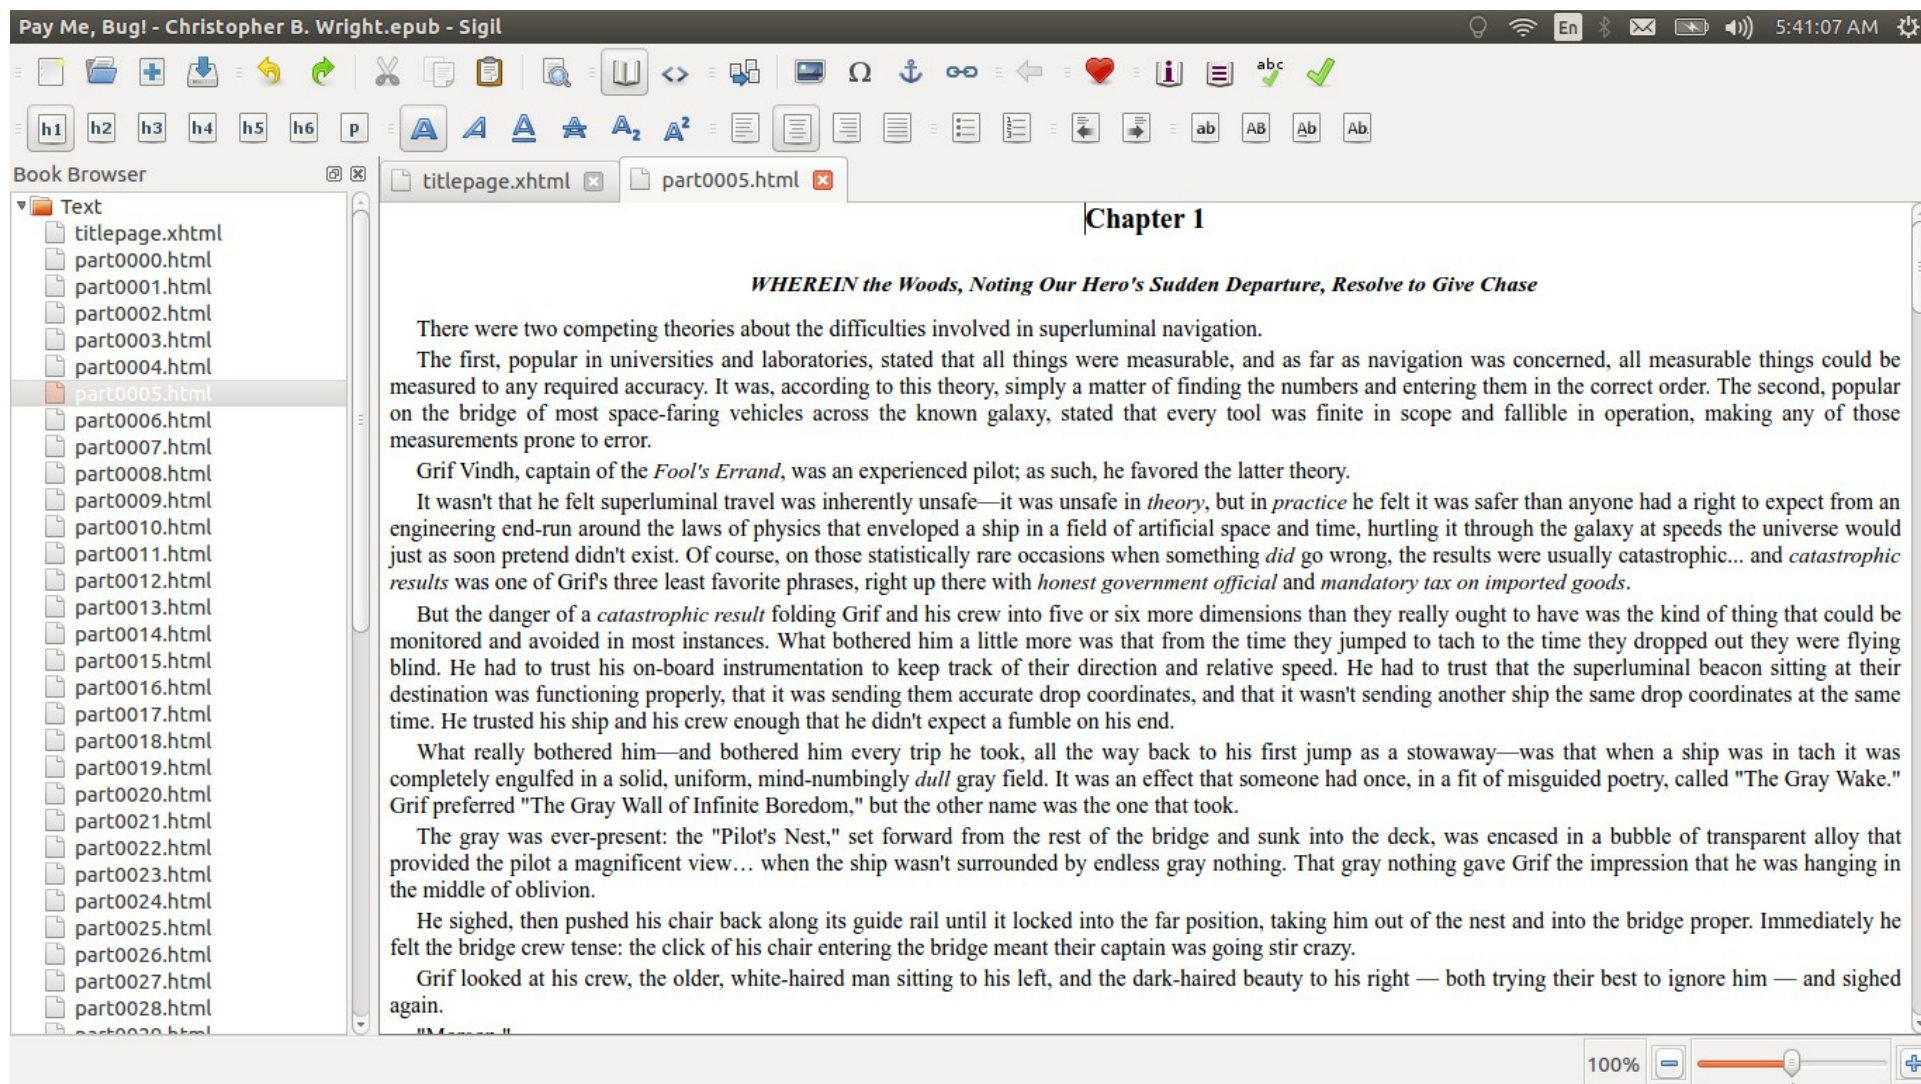 Pay Me, Bug! - Christopher B. Wright.epub - Sigil
En
5:41:07 AM
Ω
abc
h1 h2 h3 h4 h5 h6 p
A A A A A2 A2
1 2 3
ab AB Ab Ab
Book Browser
titlepage.xhtml
part0005.html
Text
titlepage.xhtml
part0000.html
part0001.html
part0002.html
part0003.html
part0004.html
part0005.html
part0006.html
part0007.html
part0008.html
part0009.html
part0010.html
part0011.html
part0012.html
part0013.html
part0014.html
part0015.html
part0016.html
part0017.html
part0018.html
part0019.html
part0020.html
part0021.html
part0022.html
part0023.html
part0024.html
part0025.html
part0026.html
part0027.html
part0028.html
part0029.html
Chapter 1
WHEREIN the Woods, Noting Our Hero's Sudden Departure, Resolve to Give Chase
There were two competing theories about the difficulties involved in superluminal navigation.
The first, popular in universities and laboratories, stated that all things were measurable, and as far as navigation was concerned, all measurable things could be
measured to any required accuracy. It was, according to this theory, simply a matter of finding the numbers and entering them in the correct order. The second, popular
on the bridge of most space-faring vehicles across the known galaxy, stated that every tool was finite in scope and fallible in operation, making any of those
measurements prone to error.
Grif Vindh, captain of the Fool's Errand, was an experienced pilot; as such, he favored the latter theory.
It wasn't that he felt superluminal travel was inherently unsafe—it was unsafe in theory, but in practice he felt it was safer than anyone had a right to expect from an
engineering end-run around the laws of physics that enveloped a ship in a field of artificial space and time, hurtling it through the galaxy at speeds the universe would
just as soon pretend didn't exist. Of course, on those statistically rare occasions when something did go wrong, the results were usually catastrophic... and catastrophic
results was one of Grif's three least favorite phrases, right up there with honest government official and mandatory tax on imported goods.
But the danger of a catastrophic result folding Grif and his crew into five or six more dimensions than they really ought to have was the kind of thing that could be
monitored and avoided in most instances. What bothered him a little more was that from the time they jumped to tach to the time they dropped out they were flying
blind. He had to trust his on-board instrumentation to keep track of their direction and relative speed. He had to trust that the superluminal beacon sitting at their
destination was functioning properly, that it was sending them accurate drop coordinates, and that it wasn't sending another ship the same drop coordinates at the same
time. He trusted his ship and his crew enough that he didn't expect a fumble on his end.
What really bothered him—and bothered him every trip he took, all the way back to his first jump as a stowaway—was that when a ship was in tach it was
completely engulfed in a solid, uniform, mind-numbingly dull gray field. It was an effect that someone had once, in a fit of misguided poetry, called "The Gray Wake."
Grif preferred "The Gray Wall of Infinite Boredom," but the other name was the one that took.
The gray was ever-present: the "Pilot's Nest," set forward from the rest of the bridge and sunk into the deck, was encased in a bubble of transparent alloy that
provided the pilot a magnificent view… when the ship wasn't surrounded by endless gray nothing. That gray nothing gave Grif the impression that he was hanging in
the middle of oblivion.
He sighed, then pushed his chair back along its guide rail until it locked into the far position, taking him out of the nest and into the bridge proper. Immediately he
felt the bridge crew tense: the click of his chair entering the bridge meant their captain was going stir crazy.
Grif looked at his crew, the older, white-haired man sitting to his left, and the dark-haired beauty to his right — both trying their best to ignore him — and sighed
again.
100%